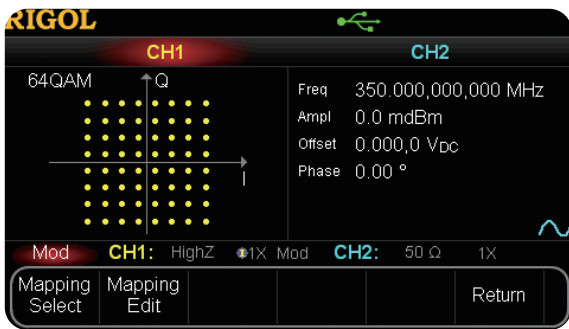 RIGOL
CH1 CH2
64QAM Q
I
Freq 350.000,000,000 MHz
Ampl 0.0 mdBm
Offset 0.000,0 VDC
Phase 0.00 °
Mod CH1: HighZ 1X Mod CH2: 50 Ω 1X
Mapping Select
Mapping Edit
Return